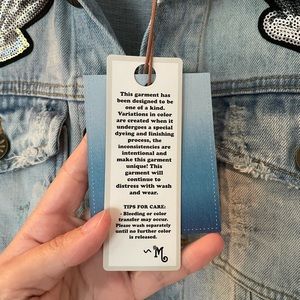 This garment has
been designed to be
one of a kind.
Variations in color
are created when it
undergoes a special
dyeing and finishing
process, the
inconsistencies are
intentional and
make this garment
unique! This garment
will continue to
distress with wash
and wear.
TIPS FOR CARE:
- Bleeding or color
transfer may occur.
Please wash separately
until no further color
is released.
~M